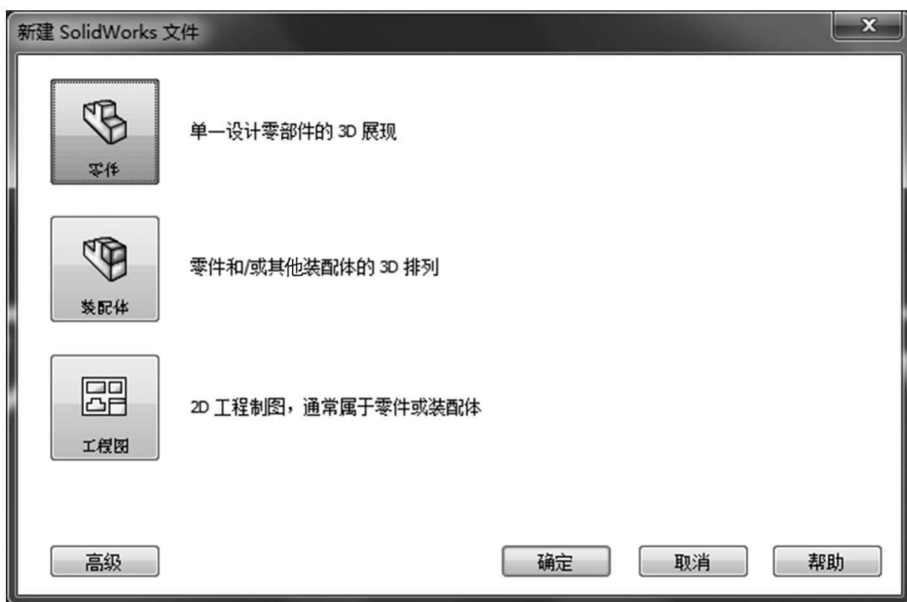 新建 SolidWorks 文件
零件
单一设计零部件的 3D 展现
装配体
零件和/或其他装配体的 3D 排列
工程图
2D 工程制图，通常属于零件或装配体
高级
确定
取消
帮助